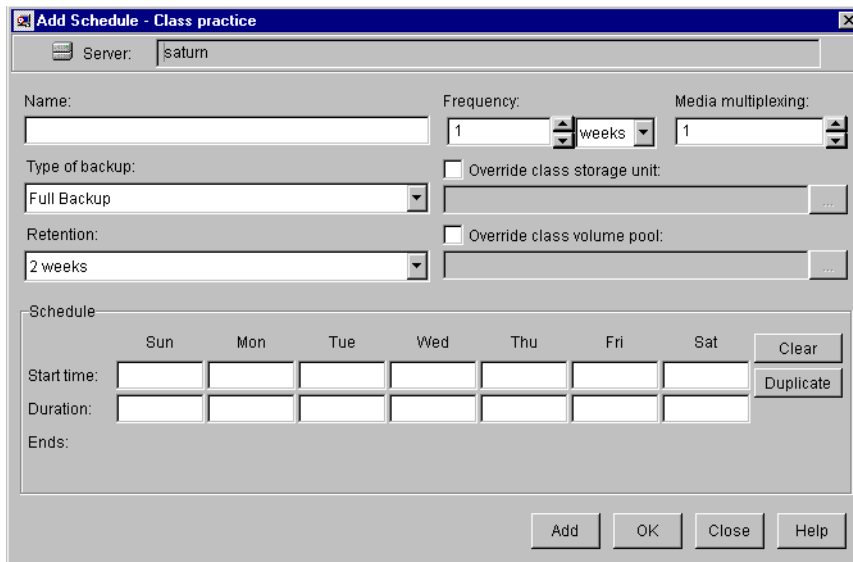 Add Schedule - Class practice
Server: saturn
Name:
Frequency:
Media multiplexing:
1 weeks
1
Type of backup:
Override class storage unit:
Full Backup
...
Retention:
Override class volume pool:
2 weeks
...
Schedule
Sun Mon Tue Wed Thu Fri Sat
Clear
Start time:
Duplicate
Duration:
Ends:
Add OK Close Help